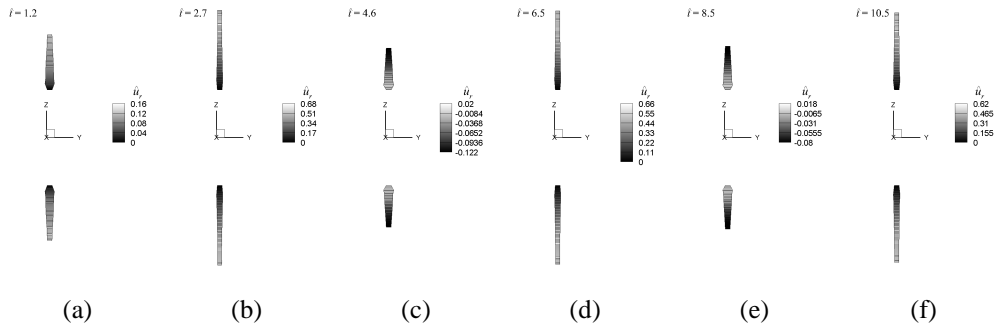 t̂ = 1.2
Z
X
Y
û_r
0.16
0.12
0.08
0.04
0
(a)
t̂ = 2.7
Z
X
Y
û_r
0.68
0.51
0.34
0.17
0
(b)
t̂ = 4.6
Z
X
Y
û_r
0.02
-0.0084
-0.0368
-0.0652
-0.0936
-0.122
(c)
t̂ = 6.5
Z
X
Y
û_r
0.66
0.55
0.44
0.33
0.22
0.11
0
(d)
t̂ = 8.5
Z
X
Y
û_r
0.018
-0.0065
-0.031
-0.0555
-0.08
(e)
t̂ = 10.5
Z
X
Y
û_r
0.62
0.465
0.31
0.155
0
(f)